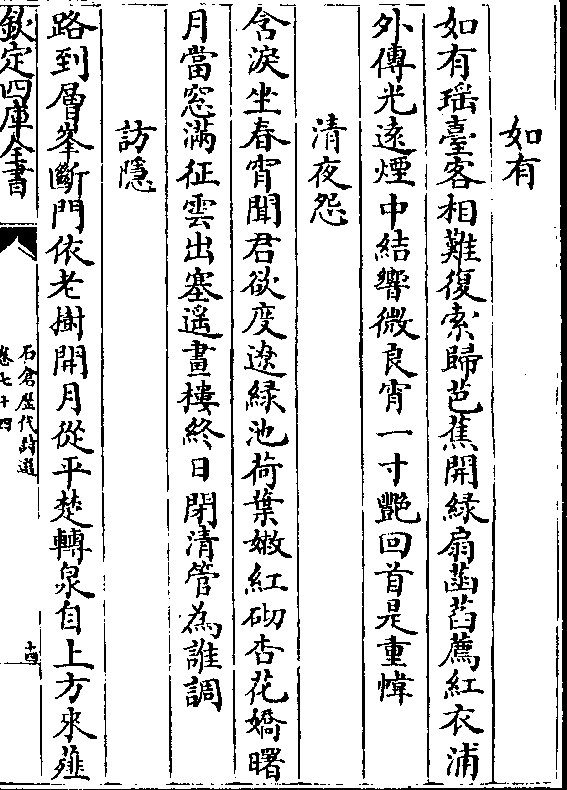 如有
如有瑶臺客相難復索歸芭蕉開緑扇菡萏薦紅衣浦
外傳光逺煙中結響微良宵一寸艷回首是重幃
清夜怨
含淚坐春宵聞君欲度遼緑池荷葉嫩紅砌杏花嬌曙
月當窓滿征雲出塞遥畫樓終日閉清管為誰調
訪隱
路到層峯斷門依老樹開月從平楚轉泉自上方來薤
欽定四庫全書
石倉歷代詩選
卷七十四
十四